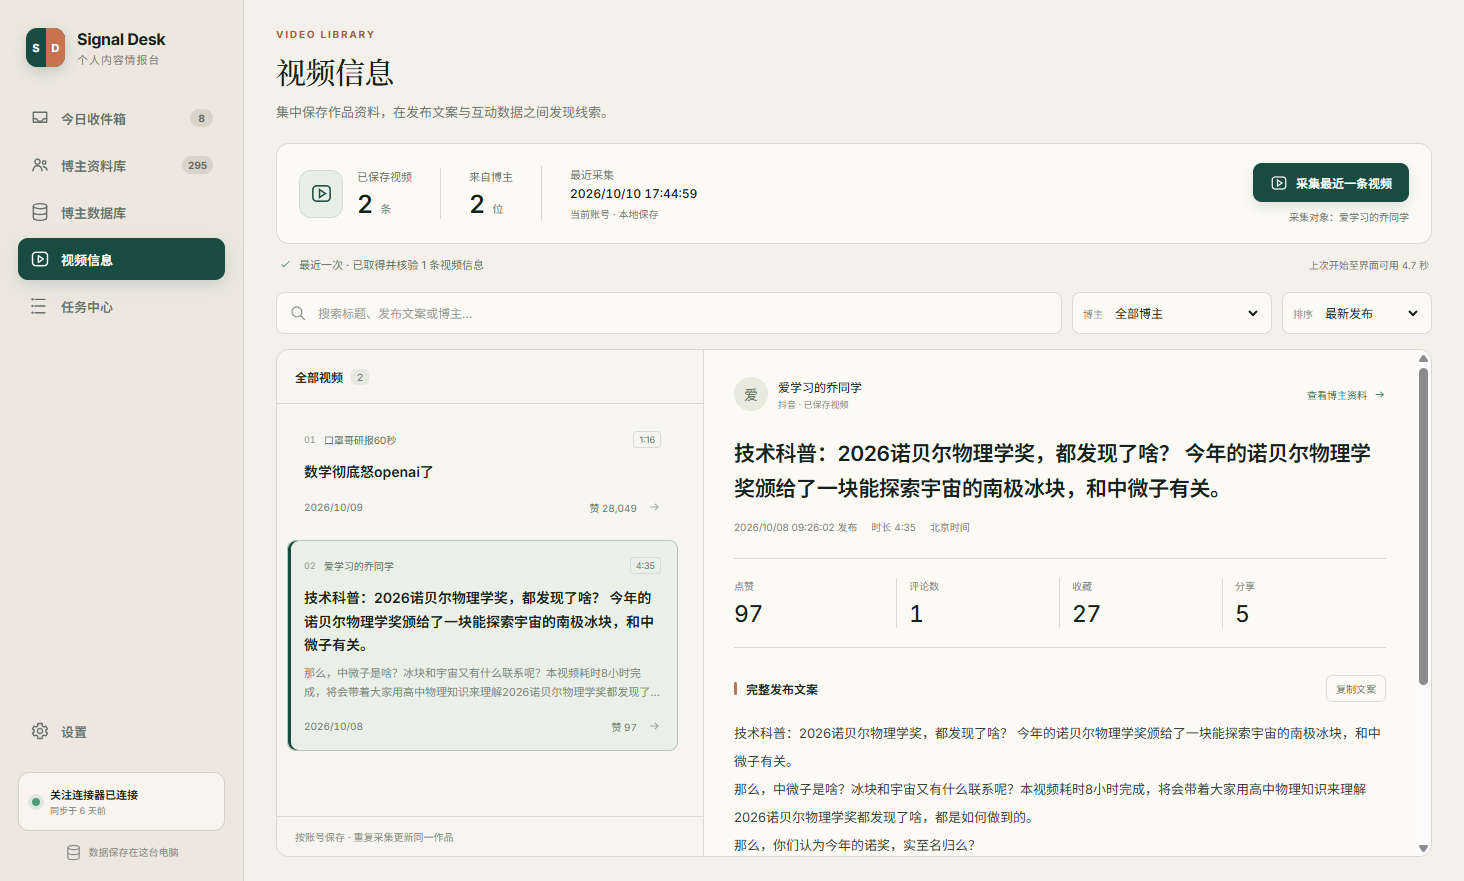 S D
Signal Desk
个人内容情报台
今日收件箱 8
博主资料库 295
博主数据库
视频信息
任务中心
设置
关注连接器已连接
同步于 6 天前
数据保存在这台电脑
VIDEO LIBRARY
视频信息
集中保存作品资料，在发布文案与互动数据之间发现线索。
已保存视频
2 条
来自博主
2 位
最近采集
2026/10/10 17:44:59
当前账号 · 本地保存
采集最近一条视频
采集对象：爱学习的乔同学
最近一次 · 已取得并核验 1 条视频信息
上次开始至界面可用 4.7 秒
搜索标题、发布文案或博主...
博主 全部博主
排序 最新发布
全部视频 2
01 口罩哥研报60秒 1:16
数学彻底怒openai了
2026/10/09 赞 28,049
02 爱学习的乔同学 4:35
技术科普：2026诺贝尔物理学奖，都发现了啥？ 今年的
诺贝尔物理学奖颁给了一块能探索宇宙的南极冰块，和中
微子有关。
那么，中微子是啥？冰块和宇宙又有什么联系呢？本视频耗时8小时完
成，将会带着大家用高中物理知识来理解2026诺贝尔物理学奖都发现了...
2026/10/08 赞 97
按账号保存 · 重复采集更新同一作品
爱
爱学习的乔同学
抖音 · 已保存视频
查看博主资料
技术科普：2026诺贝尔物理学奖，都发现了啥？ 今年的诺贝尔物理学
奖颁给了一块能探索宇宙的南极冰块，和中微子有关。
2026/10/08 09:26:02 发布 时长 4:35 北京时间
点赞
97
评论数
1
收藏
27
分享
5
完整发布文案
复制文案
技术科普：2026诺贝尔物理学奖，都发现了啥？ 今年的诺贝尔物理学奖颁给了一块能探索宇宙的南极冰块，和中
微子有关。
那么，中微子是啥？冰块和宇宙又有什么联系呢？本视频耗时8小时完成，将会带着大家用高中物理知识来理解
2026诺贝尔物理学奖都发现了啥，都是如何做到的。
那么，你们认为今年的诺奖，实至名归么？